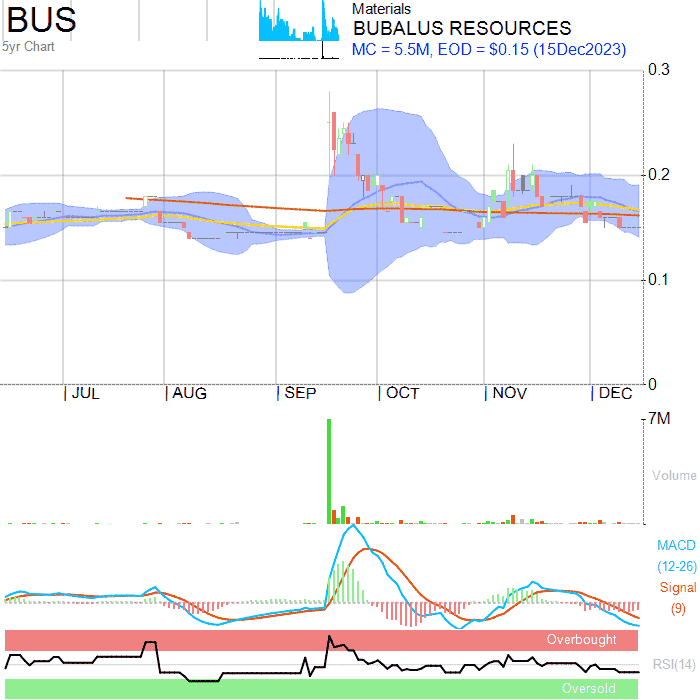 BUS
5yr Chart
Materials
BUBALUS RESOURCES
MC = 5.5M, EOD = $0.15 (15Dec2023)
0.3
0.2
0.1
0
JUL AUG SEP OCT NOV DEC
7M
Volume
MACD
(12-26)
Signal
(9)
Overbought
RSI(14)
Oversold